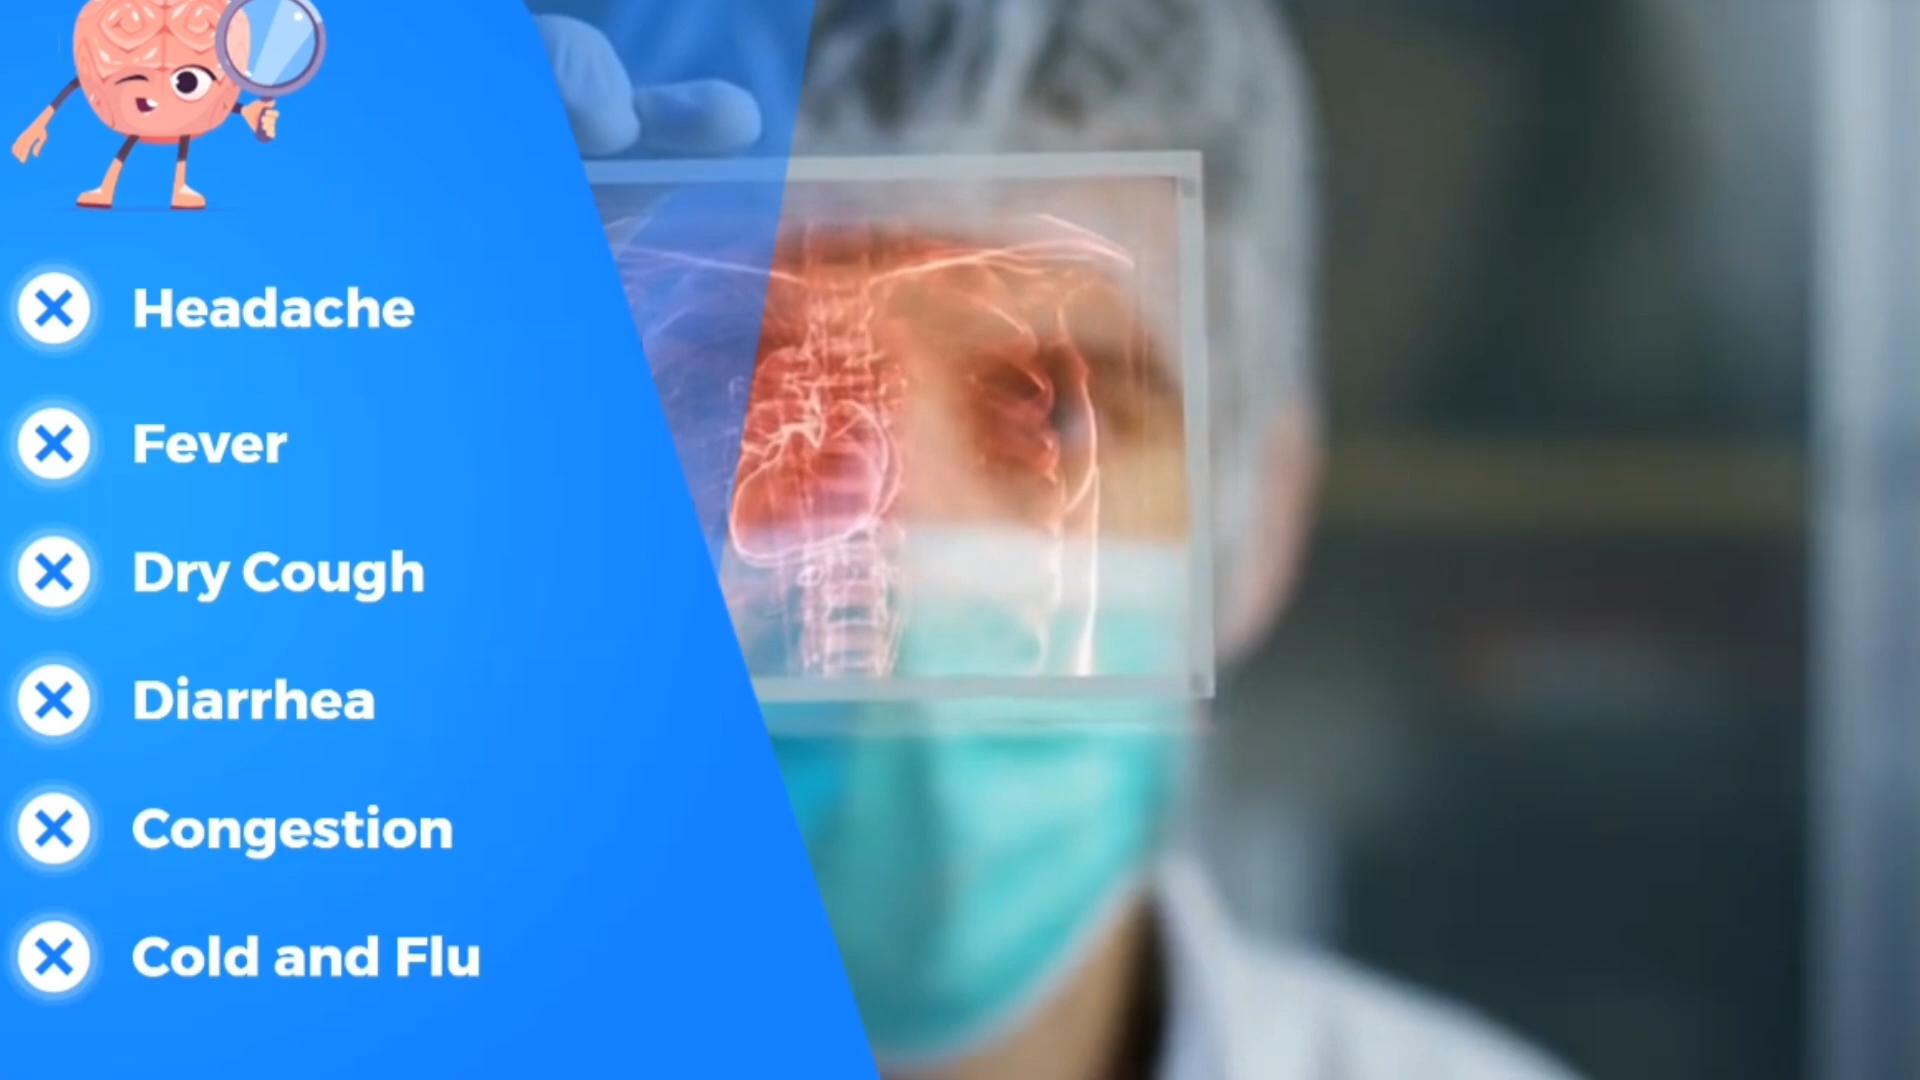 Headache
Fever
Dry Cough
Diarrhea
Congestion
Cold and Flu